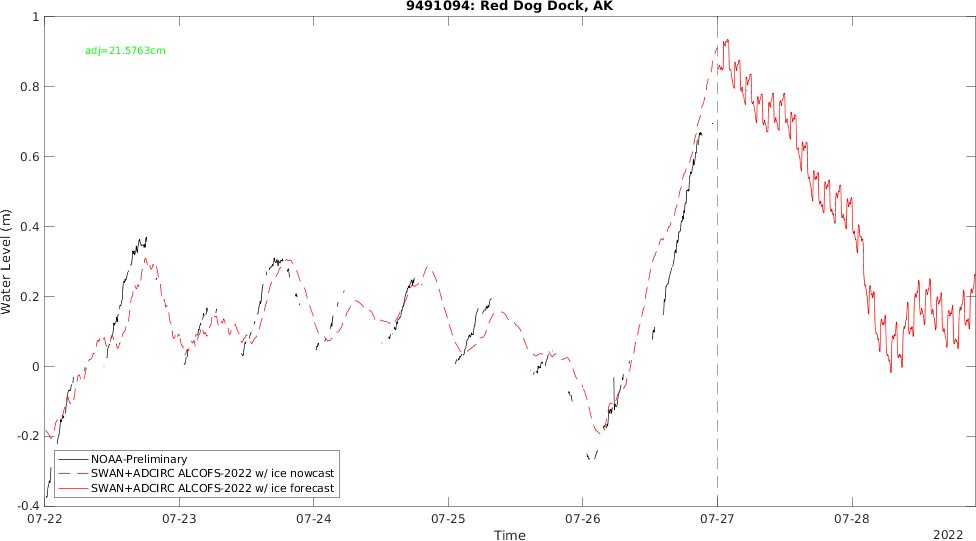 9491094: Red Dog Dock, AK
adj=21.5763cm
Water Level (m)
1
0.8
0.6
0.4
0.2
0
-0.2
-0.4
NOAA-Preliminary
SWAN+ADCIRC ALCOFS-2022 w/ ice nowcast
SWAN+ADCIRC ALCOFS-2022 w/ ice forecast
07-22 07-23 07-24 07-25 07-26 07-27 07-28
Time
2022